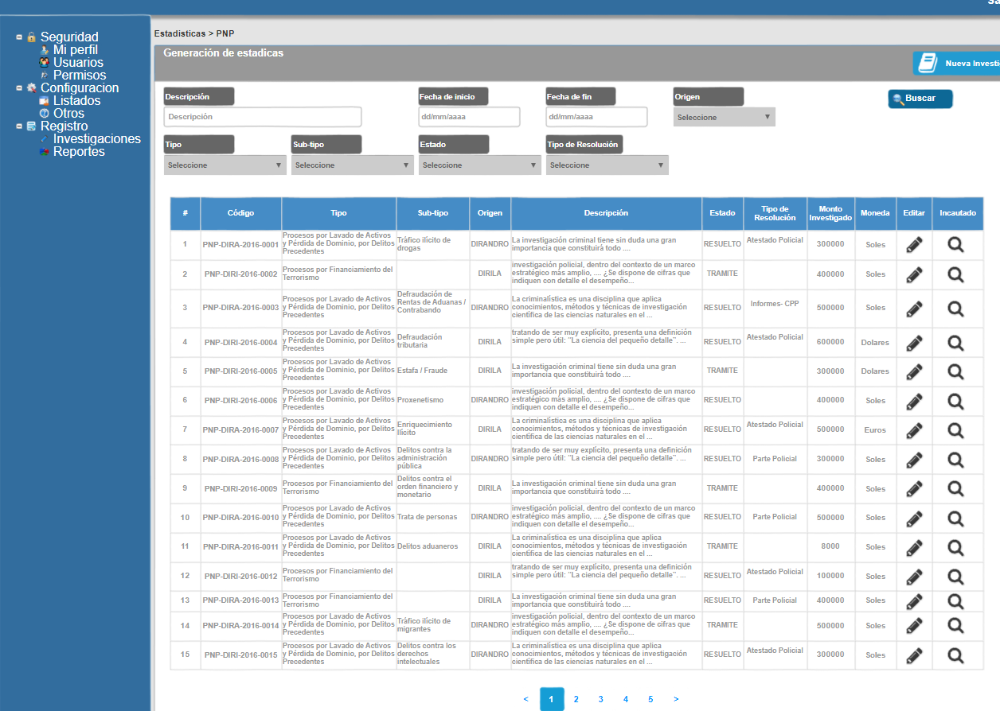 Sa
Seguridad
Mi perfil
Usuarios
Permisos
Configuracion
Listados
Otros
Registro
Investigaciones
Reportes
Estadisticas > PNP
Generación de estadicas
Nueva Investi
Descripción
Fecha de inicio
Fecha de fin
Origen
Buscar
Descripción
dd/mm/aaaa
dd/mm/aaaa
Seleccione
Tipo
Sub-tipo
Estado
Tipo de Resolución
Seleccione
Seleccione
Seleccione
Seleccione
# Código Tipo Sub-tipo Origen Descripción Estado Tipo de Resolución Monto Investigado Moneda Editar Incautado
1 PNP-DIRA-2016-0001 Procesos por Lavado de Activos y Pérdida de Dominio, por Delitos Precedentes Tráfico ilícito de drogas DIRANDRO La investigación criminal tiene sin duda una gran importancia que constituirá todo .... RESUELTO Atestado Policial 300000 Soles
2 PNP-DIRI-2016-0002 Procesos por Financiamiento del Terrorismo DIRILA investigación policial, dentro del contexto de un marco estratégico más amplio, .... ¿Se dispone de cifras que indiquen con detalle el desempeño... TRAMITE 400000 Soles
3 PNP-DIRA-2016-0003 Procesos por Lavado de Activos y Pérdida de Dominio, por Delitos Precedentes Defraudación de Rentas de Aduanas / Contrabando DIRANDRO La criminalística es una disciplina que aplica conocimientos, métodos y técnicas de investigación científica de las ciencias naturales en el ... RESUELTO Informes- CPP 500000 Soles
4 PNP-DIRI-2016-0004 Procesos por Lavado de Activos y Pérdida de Dominio, por Delitos Precedentes Defraudación tributaria DIRILA tratando de ser muy explícito, presenta una definición simple pero útil: "La ciencia del pequeño detalle". ... RESUELTO Atestado Policial 600000 Dolares
5 PNP-DIRI-2016-0005 Procesos por Lavado de Activos y Pérdida de Dominio, por Delitos Precedentes Estafa / Fraude DIRILA La investigación criminal tiene sin duda una gran importancia que constituirá todo .... TRAMITE 300000 Dolares
6 PNP-DIRA-2016-0006 Procesos por Lavado de Activos y Pérdida de Dominio, por Delitos Precedentes Proxenetismo DIRANDRO investigación policial, dentro del contexto de un marco estratégico más amplio, .... ¿Se dispone de cifras que indiquen con detalle el desempeño... RESUELTO 400000 Soles
7 PNP-DIRA-2016-0007 Procesos por Lavado de Activos y Pérdida de Dominio, por Delitos Precedentes Enriquecimiento Ilícito DIRILA La criminalística es una disciplina que aplica conocimientos, métodos y técnicas de investigación científica de las ciencias naturales en el ... RESUELTO Atestado Policial 500000 Euros
8 PNP-DIRA-2016-0008 Procesos por Lavado de Activos y Pérdida de Dominio, por Delitos Precedentes Delitos contra la administración pública DIRANDRO tratando de ser muy explícito, presenta una definición simple pero útil: "La ciencia del pequeño detalle". ... RESUELTO Parte Policial 300000 Soles
9 PNP-DIRI-2016-0009 Procesos por Financiamiento del Terrorismo Delitos contra el orden financiero y monetario DIRILA La investigación criminal tiene sin duda una gran importancia que constituirá todo .... TRAMITE 400000 Soles
10 PNP-DIRA-2016-0010 Procesos por Lavado de Activos y Pérdida de Dominio, por Delitos Precedentes Trata de personas DIRANDRO investigación policial, dentro del contexto de un marco estratégico más amplio, .... ¿Se dispone de cifras que indiquen con detalle el desempeño... RESUELTO Parte Policial 500000 Soles
11 PNP-DIRA-2016-0011 Procesos por Lavado de Activos y Pérdida de Dominio, por Delitos Precedentes Delitos aduaneros DIRILA La criminalística es una disciplina que aplica conocimientos, métodos y técnicas de investigación científica de las ciencias naturales en el ... TRAMITE 8000 Soles
12 PNP-DIRI-2016-0012 Procesos por Financiamiento del Terrorismo DIRILA tratando de ser muy explícito, presenta una definición simple pero útil: "La ciencia del pequeño detalle". ... RESUELTO Atestado Policial 100000 Soles
13 PNP-DIRA-2016-0013 Procesos por Financiamiento del Terrorismo DIRILA La investigación criminal tiene sin duda una gran importancia que constituirá todo .... RESUELTO Parte Policial 400000 Soles
14 PNP-DIRA-2016-0014 Procesos por Lavado de Activos y Pérdida de Dominio, por Delitos Precedentes Tráfico ilícito de migrantes DIRANDRO investigación policial, dentro del contexto de un marco estratégico más amplio, .... ¿Se dispone de cifras que indiquen con detalle el desempeño... TRAMITE 500000 Soles
15 PNP-DIRI-2016-0015 Procesos por Lavado de Activos y Pérdida de Dominio, por Delitos Precedentes Delitos contra los derechos intelectuales DIRANDRO La criminalística es una disciplina que aplica conocimientos, métodos y técnicas de investigación científica de las ciencias naturales en el ... RESUELTO Atestado Policial 300000 Soles
< 1 2 3 4 5 >